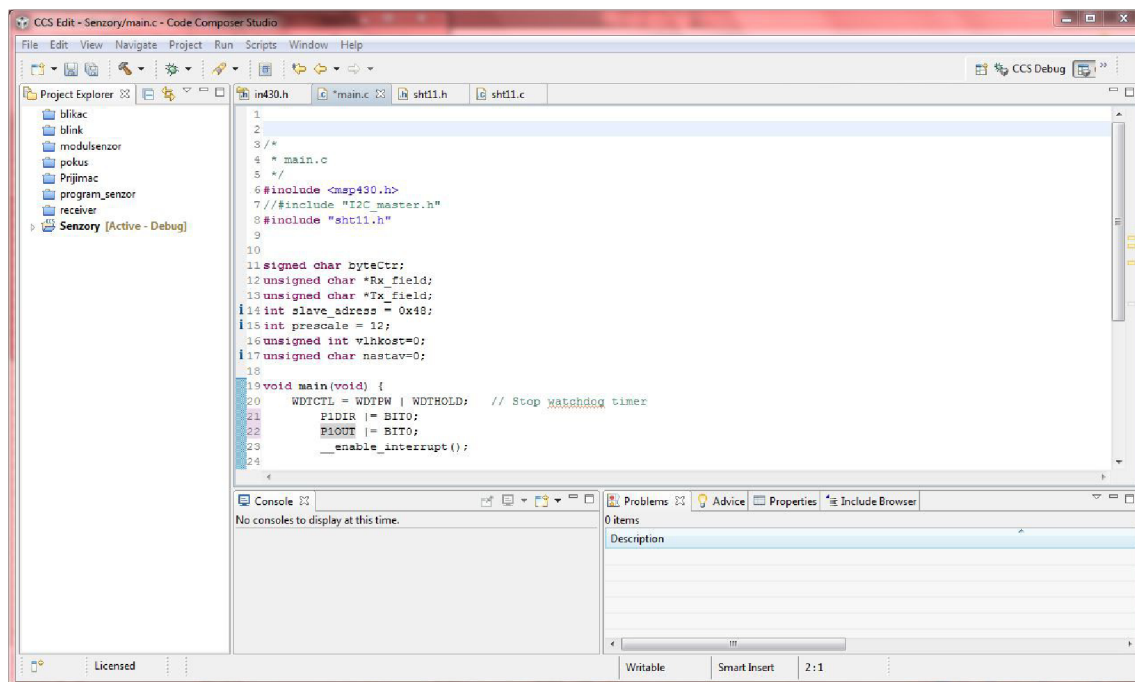 CCS Edit - Senzory/main.c - Code Composer Studio
File Edit View Navigate Project Run Scripts Window Help
CCS Debug
Project Explorer
in430.h
*main.c
sht11.h
sht11.c
blikac
blink
modulsenzor
pokus
Prijimac
program_senzor
receiver
Senzory [Active - Debug]
1
2
3 /*
4 * main.c
5 */
6 #include <msp430.h>
7 //#include "I2C_master.h"
8 #include "sht11.h"
9
10
11 signed char byteCtr;
12 unsigned char *Rx_field;
13 unsigned char *Tx_field;
14 int slave_adress = 0x48;
15 int prescale = 12;
16 unsigned int vlhkost=0;
17 unsigned char nastav=0;
18
19 void main(void) {
20 WDTCTL = WDTPW | WDTHOLD; // Stop watchdog timer
21 P1DIR |= BIT0;
22 P1OUT |= BIT0;
23 __enable_interrupt();
24
Console
No consoles to display at this time.
Problems Advice Properties Include Browser
0 items
Description
Licensed
Writable Smart Insert 2:1